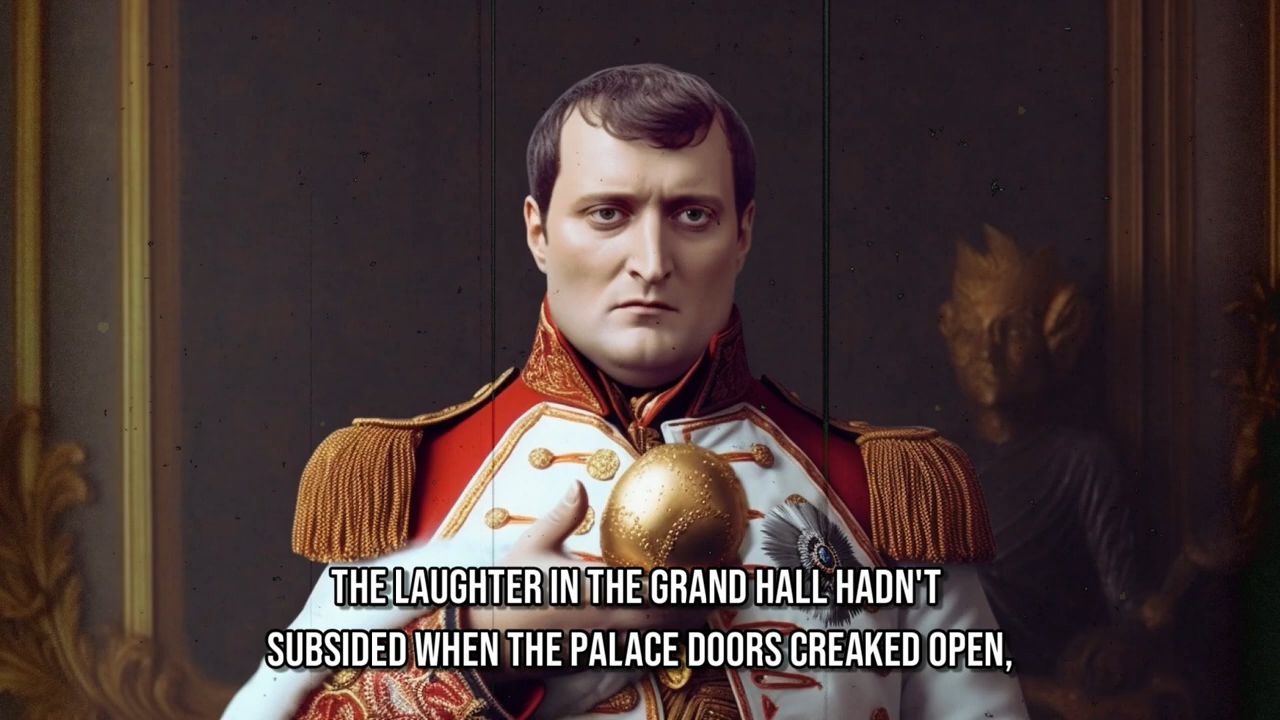 THE LAUGHTER IN THE GRAND HALL HADN'T
SUBSIDED WHEN THE PALACE DOORS CREAKED OPEN,